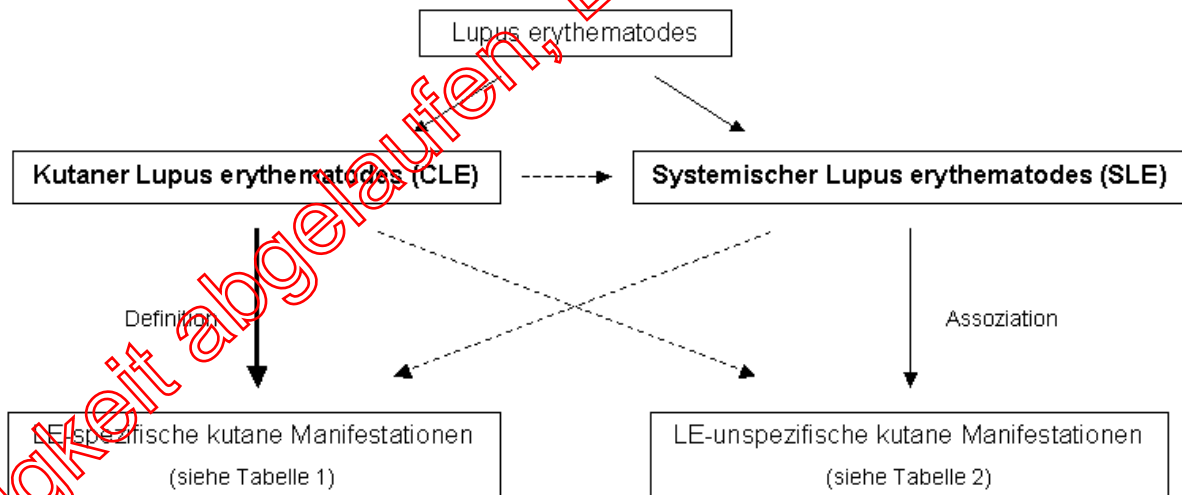 Lupus erythematodes
Kutaner Lupus erythematodes (CLE)
Systemischer Lupus erythematodes (SLE)
Definition
Assoziation
LE-spezifische kutane Manifestationen
(siehe Tabelle 1)
LE-unspezifische kutane Manifestationen
(siehe Tabelle 2)
gkeit abgelaufen,